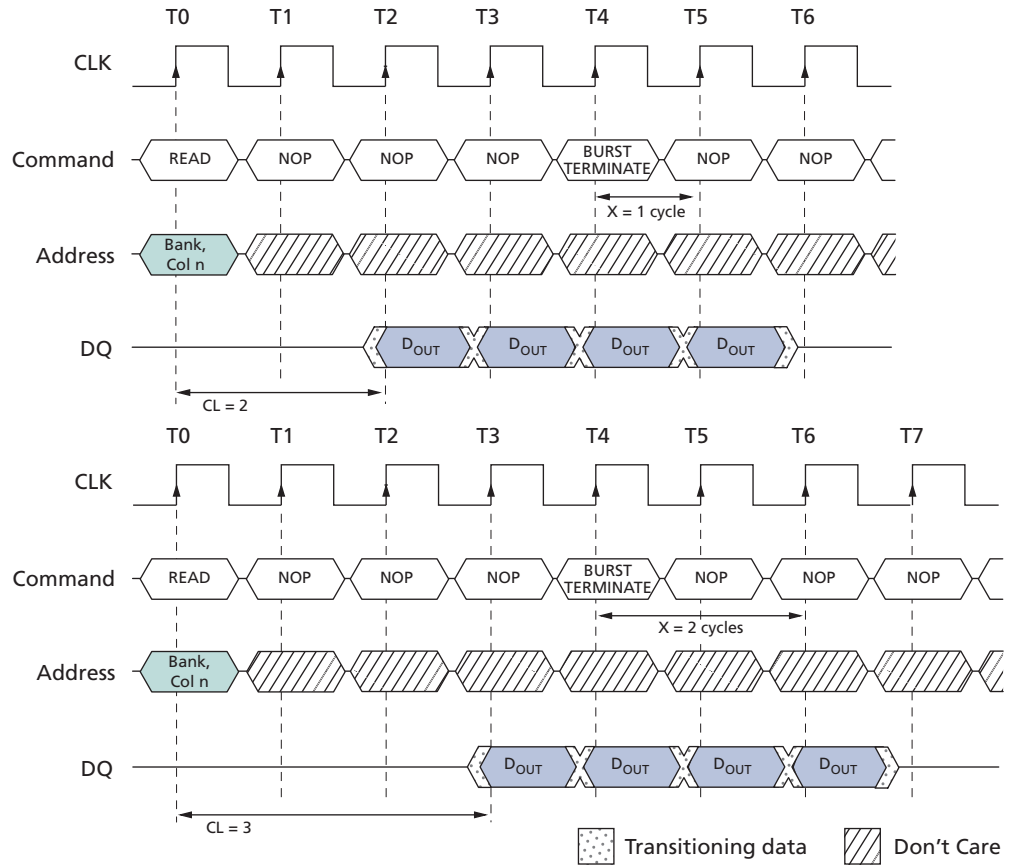 T0 T1 T2 T3 T4 T5 T6
CLK
Command READ NOP NOP NOP BURST TERMINATE NOP NOP
X = 1 cycle
Address Bank, Col n
DQ DOUT DOUT DOUT DOUT
CL = 2
T0 T1 T2 T3 T4 T5 T6 T7
CLK
Command READ NOP NOP NOP BURST TERMINATE NOP NOP NOP
X = 2 cycles
Address Bank, Col n
DQ DOUT DOUT DOUT DOUT
CL = 3
Transitioning data Don't Care